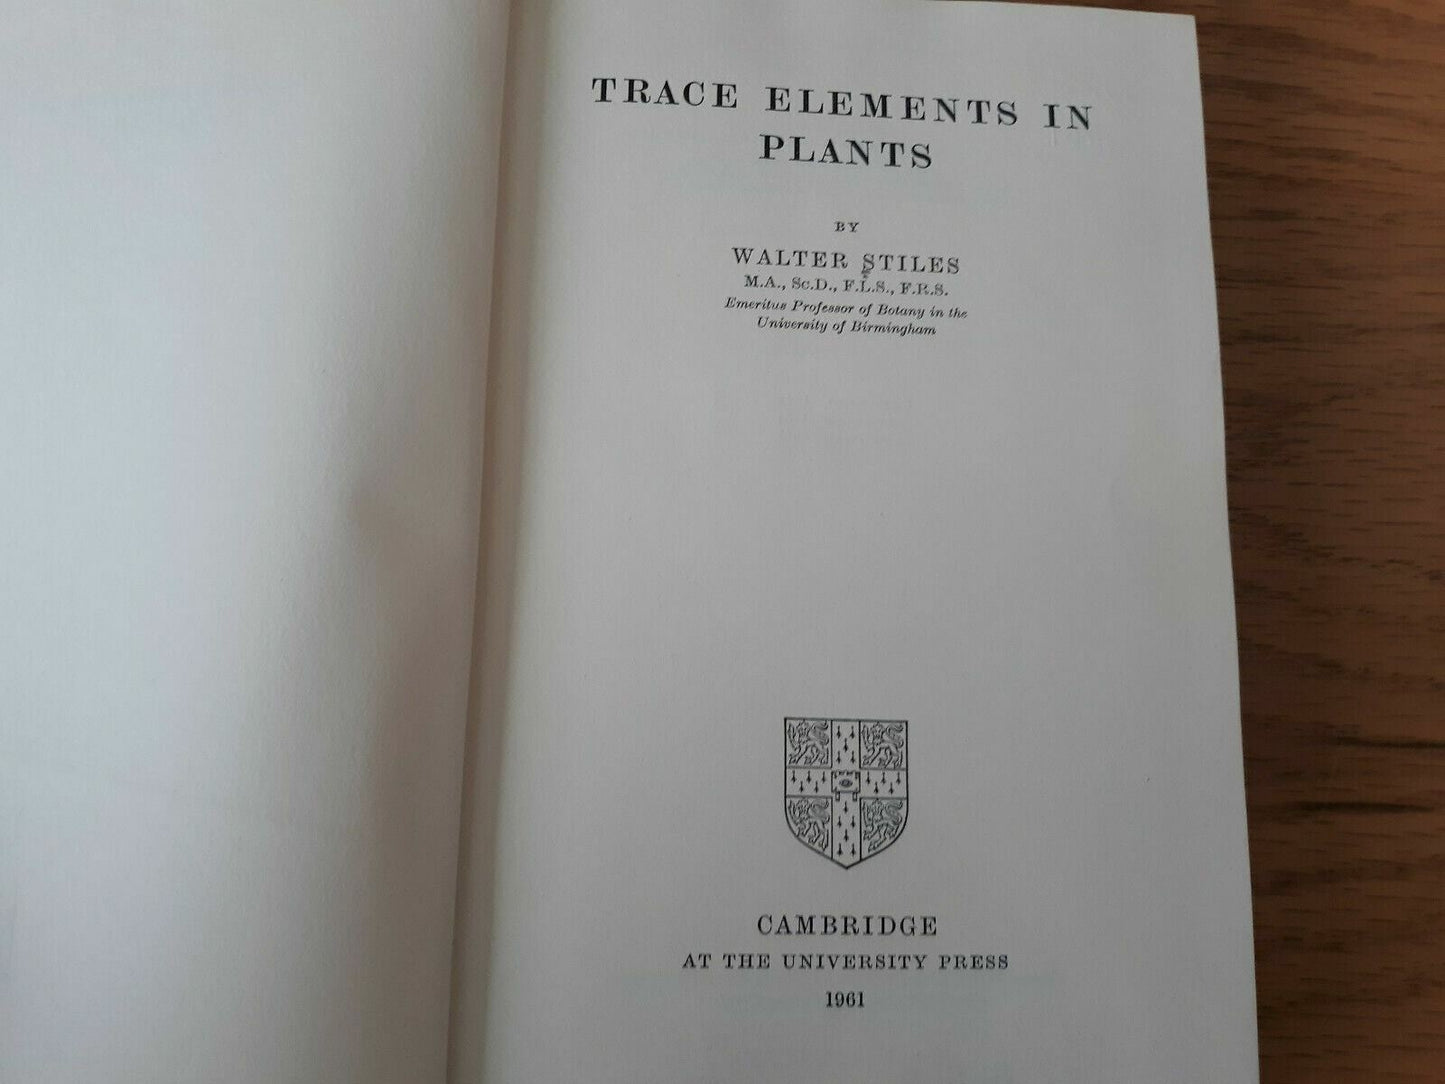 TRACE ELEMENTS IN
PLANTS
BY
WALTER STILES
M.A., Sc.D., F.L.S., F.R.S.
Emeritus Professor of Botany in the
University of Birmingham
CAMBRIDGE
AT THE UNIVERSITY PRESS
1961